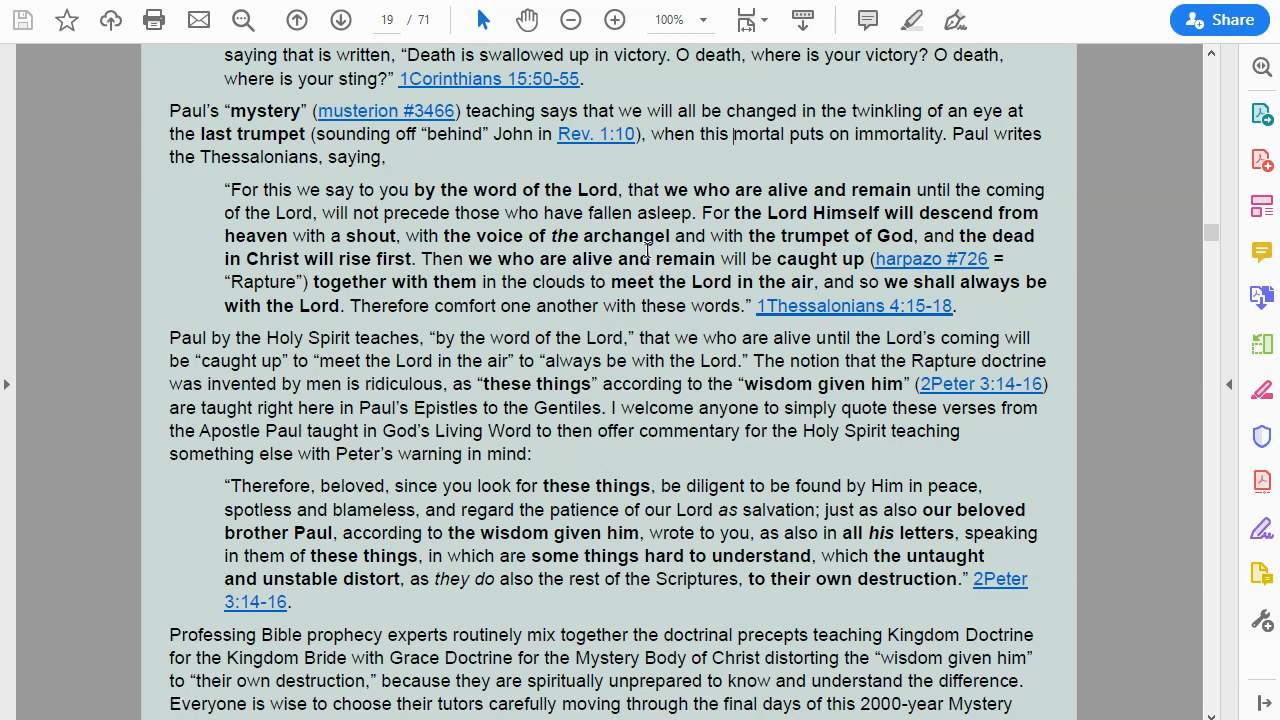 19 / 71
100%
Share
saying that is written, “Death is swallowed up in victory. O death, where is your victory? O death,
where is your sting?” 1Corinthians 15:50-55.
Paul’s “mystery” (musterion #3466) teaching says that we will all be changed in the twinkling of an eye at
the last trumpet (sounding off “behind” John in Rev. 1:10), when this mortal puts on immortality. Paul writes
the Thessalonians, saying,
“For this we say to you by the word of the Lord, that we who are alive and remain until the coming
of the Lord, will not precede those who have fallen asleep. For the Lord Himself will descend from
heaven with a shout, with the voice of the archangel and with the trumpet of God, and the dead
in Christ will rise first. Then we who are alive and remain will be caught up (harpazo #726 =
“Rapture”) together with them in the clouds to meet the Lord in the air, and so we shall always be
with the Lord. Therefore comfort one another with these words.” 1Thessalonians 4:15-18.
Paul by the Holy Spirit teaches, “by the word of the Lord,” that we who are alive until the Lord’s coming will
be “caught up” to “meet the Lord in the air” to “always be with the Lord.” The notion that the Rapture doctrine
was invented by men is ridiculous, as “these things” according to the “wisdom given him” (2Peter 3:14-16)
are taught right here in Paul’s Epistles to the Gentiles. I welcome anyone to simply quote these verses from
the Apostle Paul taught in God’s Living Word to then offer commentary for the Holy Spirit teaching
something else with Peter’s warning in mind:
“Therefore, beloved, since you look for these things, be diligent to be found by Him in peace,
spotless and blameless, and regard the patience of our Lord as salvation; just as also our beloved
brother Paul, according to the wisdom given him, wrote to you, as also in all his letters, speaking
in them of these things, in which are some things hard to understand, which the untaught
and unstable distort, as they do also the rest of the Scriptures, to their own destruction.” 2Peter
3:14-16.
Professing Bible prophecy experts routinely mix together the doctrinal precepts teaching Kingdom Doctrine
for the Kingdom Bride with Grace Doctrine for the Mystery Body of Christ distorting the “wisdom given him”
to “their own destruction,” because they are spiritually unprepared to know and understand the difference.
Everyone is wise to choose their tutors carefully moving through the final days of this 2000-year Mystery